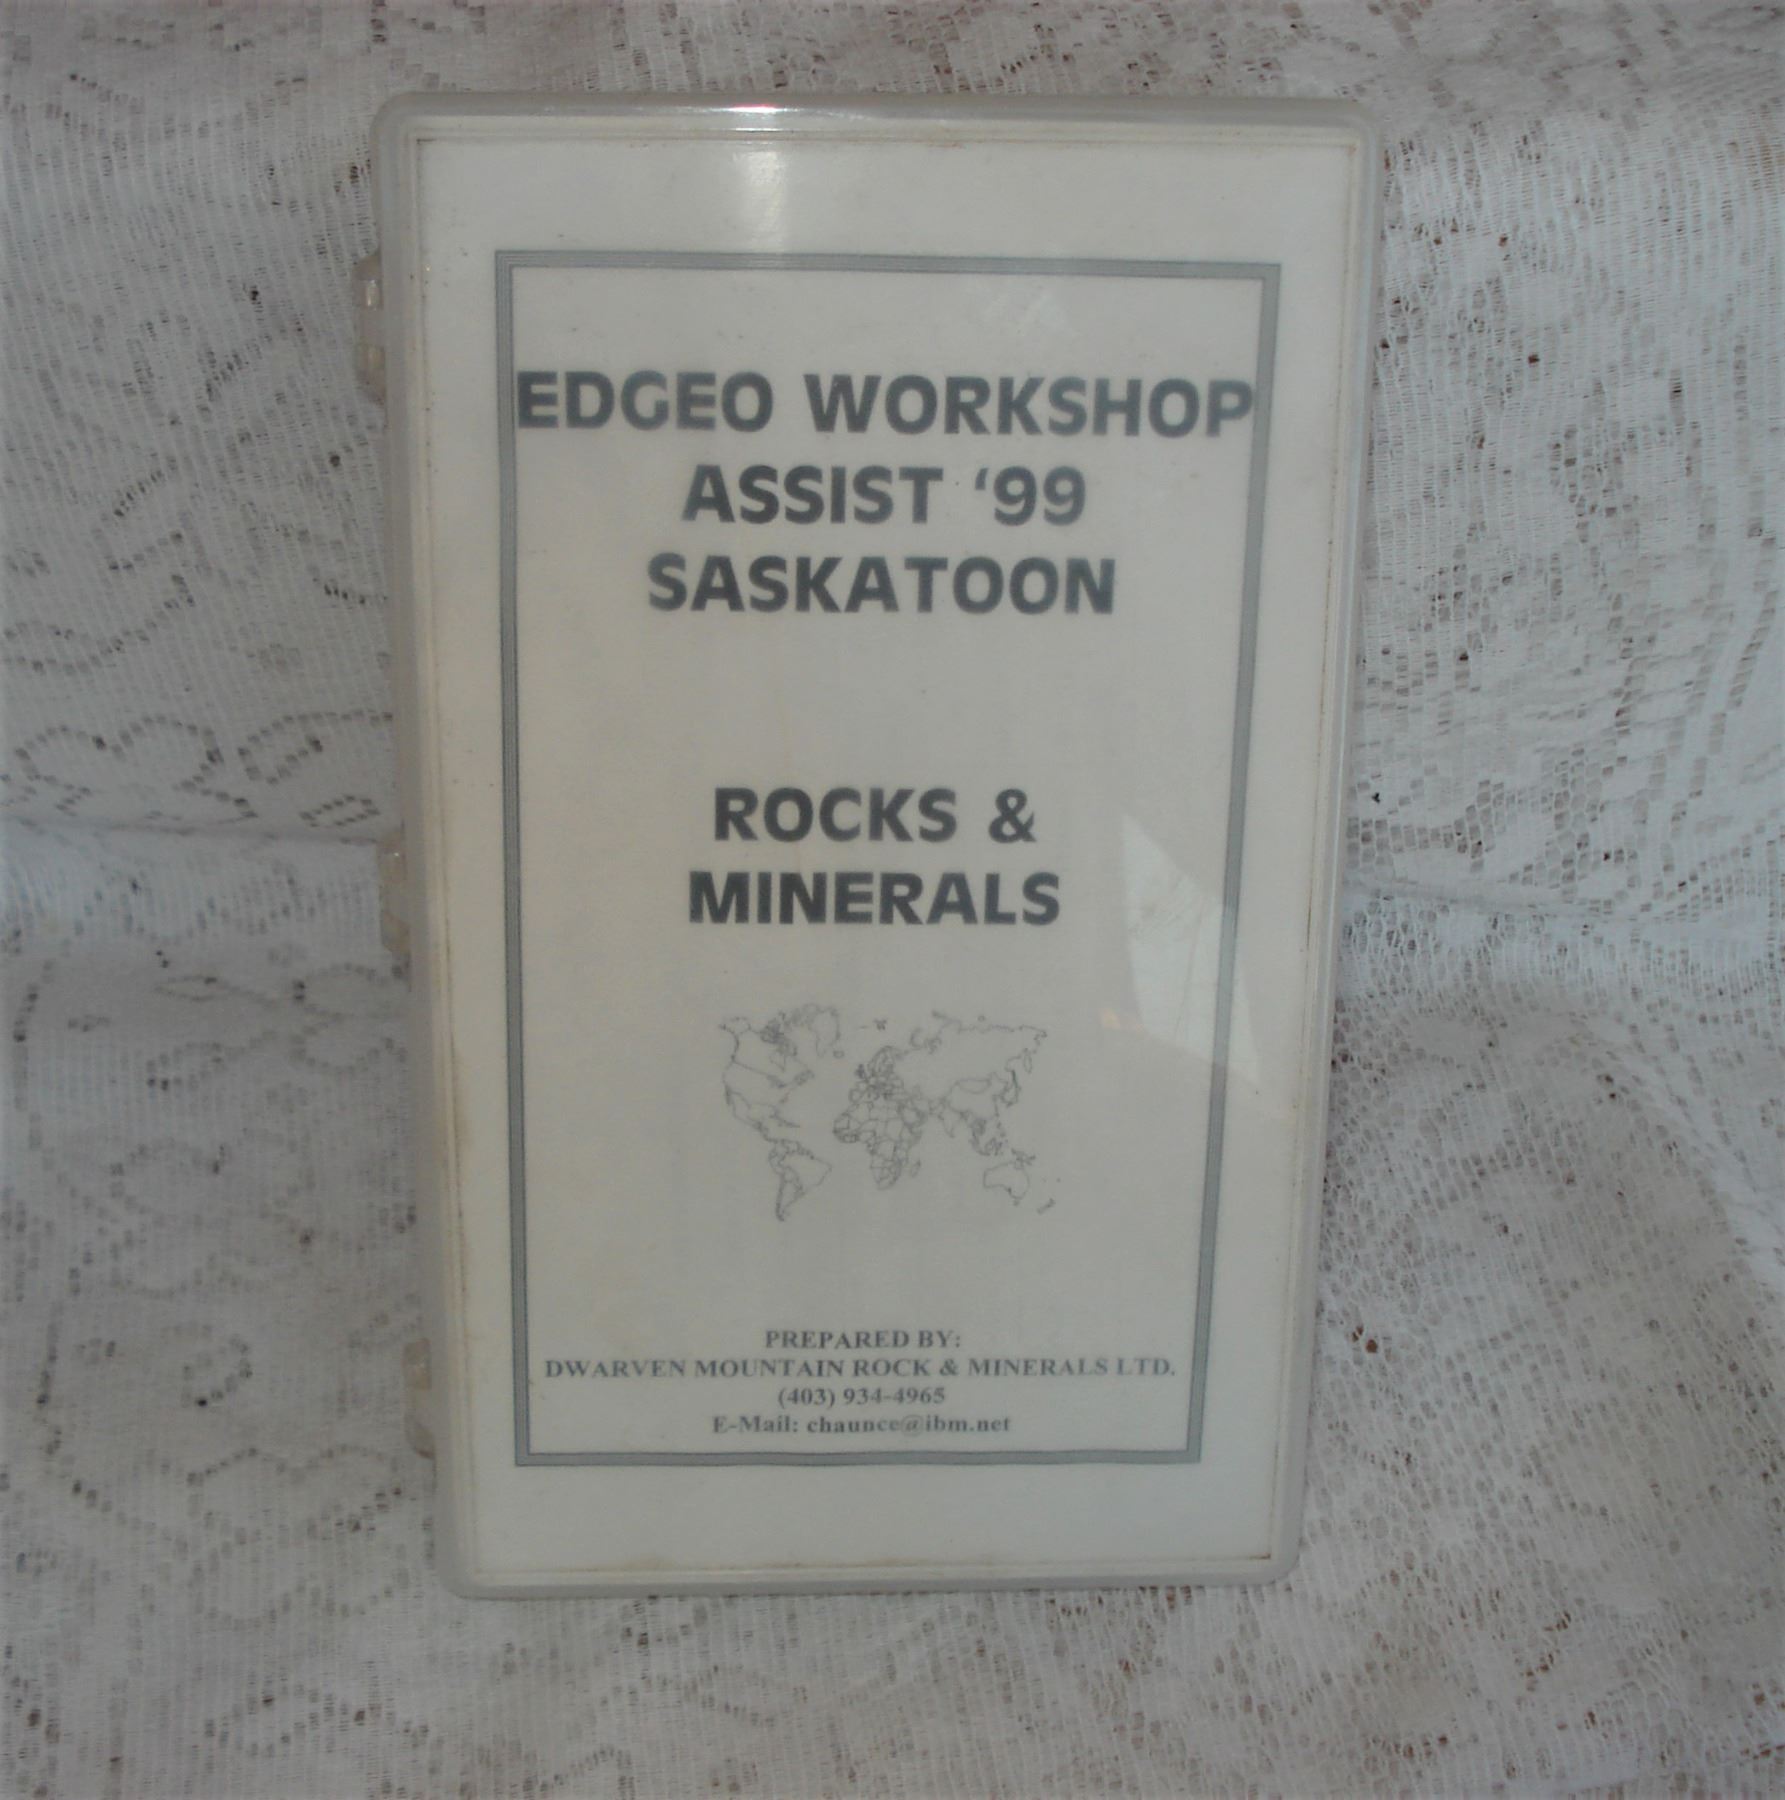 EDGEO WORKSHOP
ASSIST ‘99
SASKATOON
ROCKS &
MINERALS
PREPARED BY:
DWARVEN MOUNTAIN ROCK & MINERALS LTD.
(403) 934-4965
E-Mail: chaunce@ibm.net